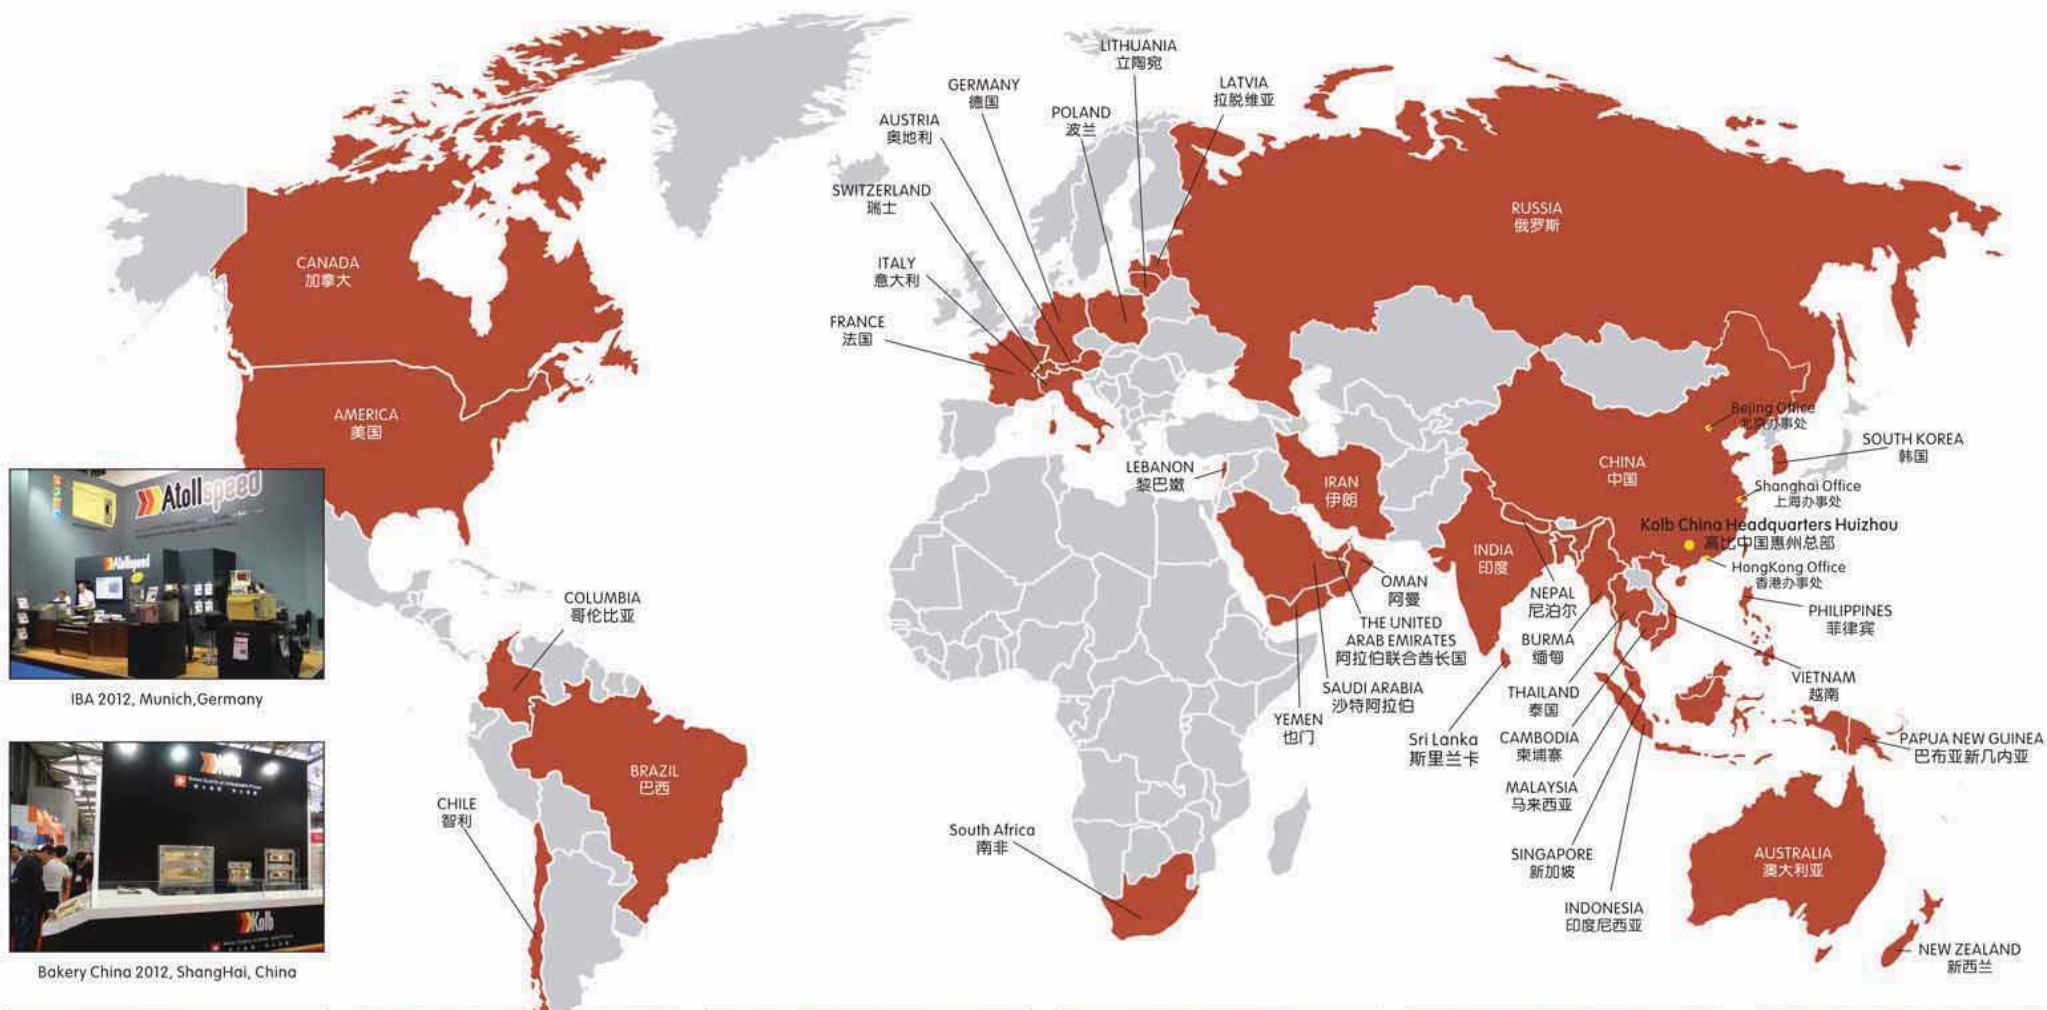 LITHUANIA
立陶宛
GERMANY
德国
LATVIA
拉脱维亚
AUSTRIA
奥地利
POLAND
波兰
SWITZERLAND
瑞士
RUSSIA
俄罗斯
CANADA
加拿大
ITALY
意大利
FRANCE
法国
AMERICA
美国
Bejing Office
北京办事处
SOUTH KOREA
韩国
LEBANON
黎巴嫩
IRAN
伊朗
CHINA
中国
Shanghai Office
上海办事处
Kolb China Headquarters Huizhou
高比中国惠州总部
HongKong Office
香港办事处
INDIA
印度
OMAN
阿曼
NEPAL
尼泊尔
PHILIPPINES
菲律宾
THE UNITED
ARAB EMIRATES
阿拉伯联合酋长国
BURMA
缅甸
COLUMBIA
哥伦比亚
SAUDI ARABIA
沙特阿拉伯
THAILAND
泰国
VIETNAM
越南
YEMEN
也门
Sri Lanka
斯里兰卡
CAMBODIA
柬埔寨
PAPUA NEW GUINEA
巴布亚新几内亚
BRAZIL
巴西
MALAYSIA
马来西亚
CHILE
智利
South Africa
南非
SINGAPORE
新加坡
AUSTRALIA
澳大利亚
INDONESIA
印度尼西亚
NEW ZEALAND
新西兰
Atollspeed
Atollspeed
IBA 2012, Munich,Germany
Kolb
Kolb
Bakery China 2012, ShangHai, China